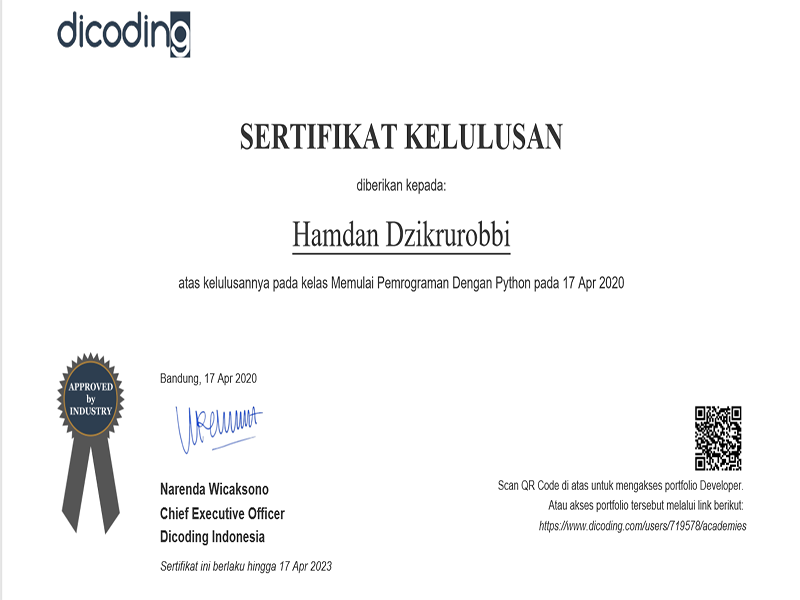 dicoding
SERTIFIKAT KELULUSAN
diberikan kepada:
Hamdan Dzikrurobbi
atas kelulusannya pada kelas Memulai Pemrograman Dengan Python pada 17 Apr 2020
APPROVED
by
INDUSTRY
Bandung, 17 Apr 2020
Narenda Wicaksono
Chief Executive Officer
Dicoding Indonesia
Sertifikat ini berlaku hingga 17 Apr 2023
Scan QR Code di atas untuk mengakses portfolio Developer.
Atau akses portfolio tersebut melalui link berikut:
https://www.dicoding.com/users/719578/academies